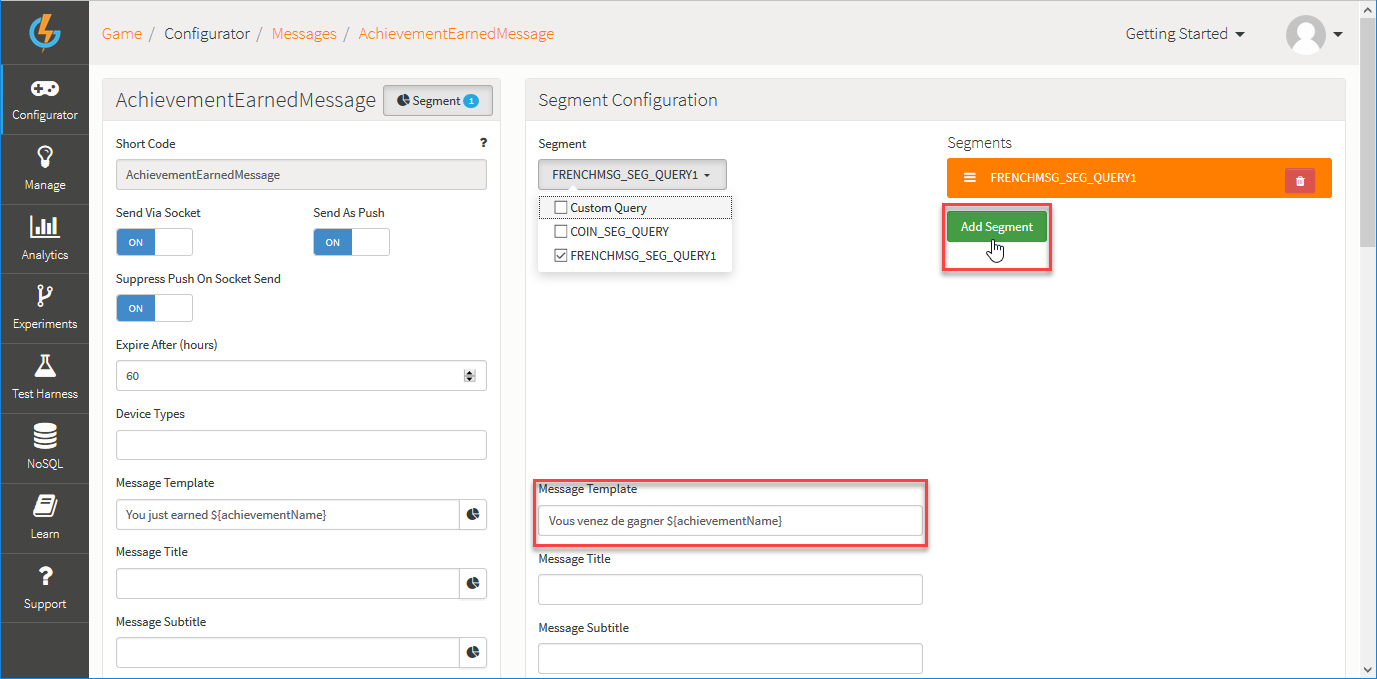 Game / Configurator / Messages / AchievementEarnedMessage
Getting Started
Configurator
Manage
Analytics
Experiments
Test Harness
NoSQL
Learn
Support
AchievementEarnedMessage
Segment 1
Short Code
?
AchievementEarnedMessage
Send Via Socket
Send As Push
ON
ON
Suppress Push On Socket Send
ON
Expire After (hours)
60
Device Types
Message Template
You just earned ${achievementName}
Message Title
Message Subtitle
Segment Configuration
Segment
FRENCHMSG_SEG_QUERY1
Custom Query
COIN_SEG_QUERY
FRENCHMSG_SEG_QUERY1
Message Template
Vous venez de gagner ${achievementName}
Message Title
Message Subtitle
Segments
FRENCHMSG_SEG_QUERY1
Add Segment